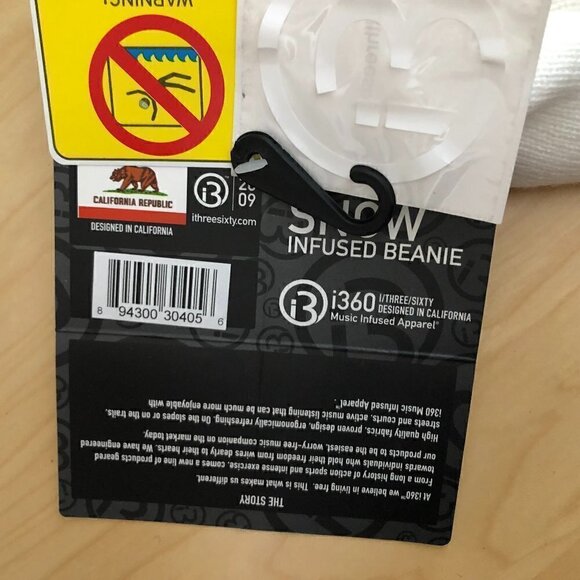 WARNING!
CALIFORNIA REPUBLIC
DESIGNED IN CALIFORNIA
i3
20
09
ithreesixty.com
SNOW
INFUSED BEANIE
i3
i360
I/THREE/SIXTY
DESIGNED IN CALIFORNIA
Music Infused Apparel®
8 94300 30405 6
THE STORY
At i360™ we believe in living free. This is what makes us different.
From a long history of action sports and intense exercise, comes a new line of products geared
towards individuals who hold their freedom from wires dearly to their hearts. We have engineered
our products to be the easiest, worry-free music companion on the market today.
High quality fabrics, proven design, ergonomically refreshing. On the slopes or on the trails,
streets and courts, active music listening that can be much more enjoyable with
i360 Music Infused Apparel™.